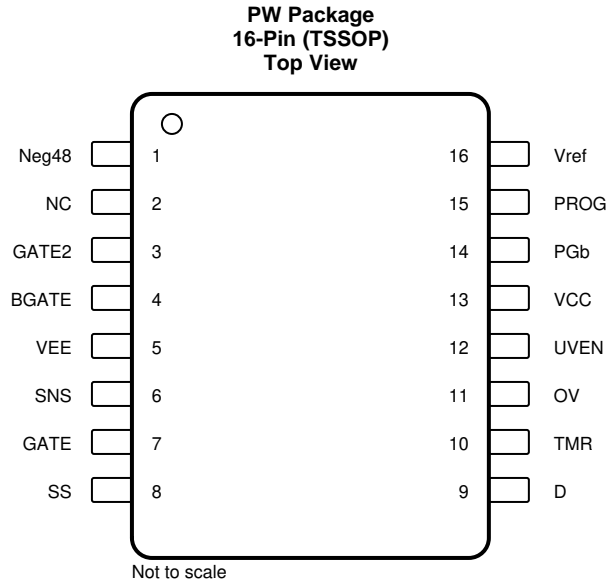 PW Package
16-Pin (TSSOP)
Top View
Neg48 1 16 Vref
NC 2 15 PROG
GATE2 3 14 PGb
BGATE 4 13 VCC
VEE 5 12 UVEN
SNS 6 11 OV
GATE 7 10 TMR
SS 8 9 D
Not to scale